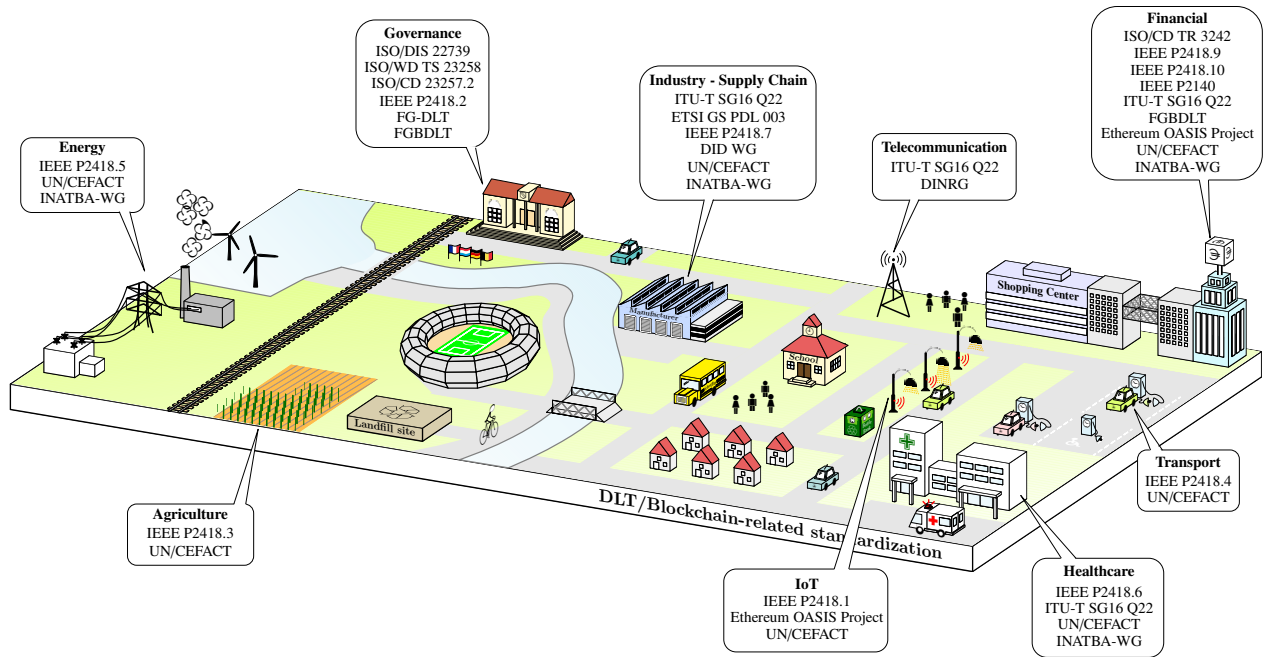 Financial
ISO/CD TR 3242
IEEE P2418.9
IEEE P2418.10
IEEE P2140
ITU-T SG16 Q22
FGBDLT
Ethereum OASIS Project
UN/CEFACT
INATBA-WG
Governance
ISO/DIS 22739
ISO/WD TS 23258
ISO/CD 23257.2
IEEE P2418.2
FG-DLT
FGBDLT
Industry - Supply Chain
ITU-T SG16 Q22
ETSI GS PDL 003
IEEE P2418.7
DID WG
UN/CEFACT
INATBA-WG
Energy
IEEE P2418.5
UN/CEFACT
INATBA-WG
Telecommunication
ITU-T SG16 Q22
DINRG
Shopping Center
Manufacturer
School
Landfill site
DLT/Blockchain-related standardization
Transport
IEEE P2418.4
UN/CEFACT
Agriculture
IEEE P2418.3
UN/CEFACT
IoT
IEEE P2418.1
Ethereum OASIS Project
UN/CEFACT
Healthcare
IEEE P2418.6
ITU-T SG16 Q22
UN/CEFACT
INATBA-WG